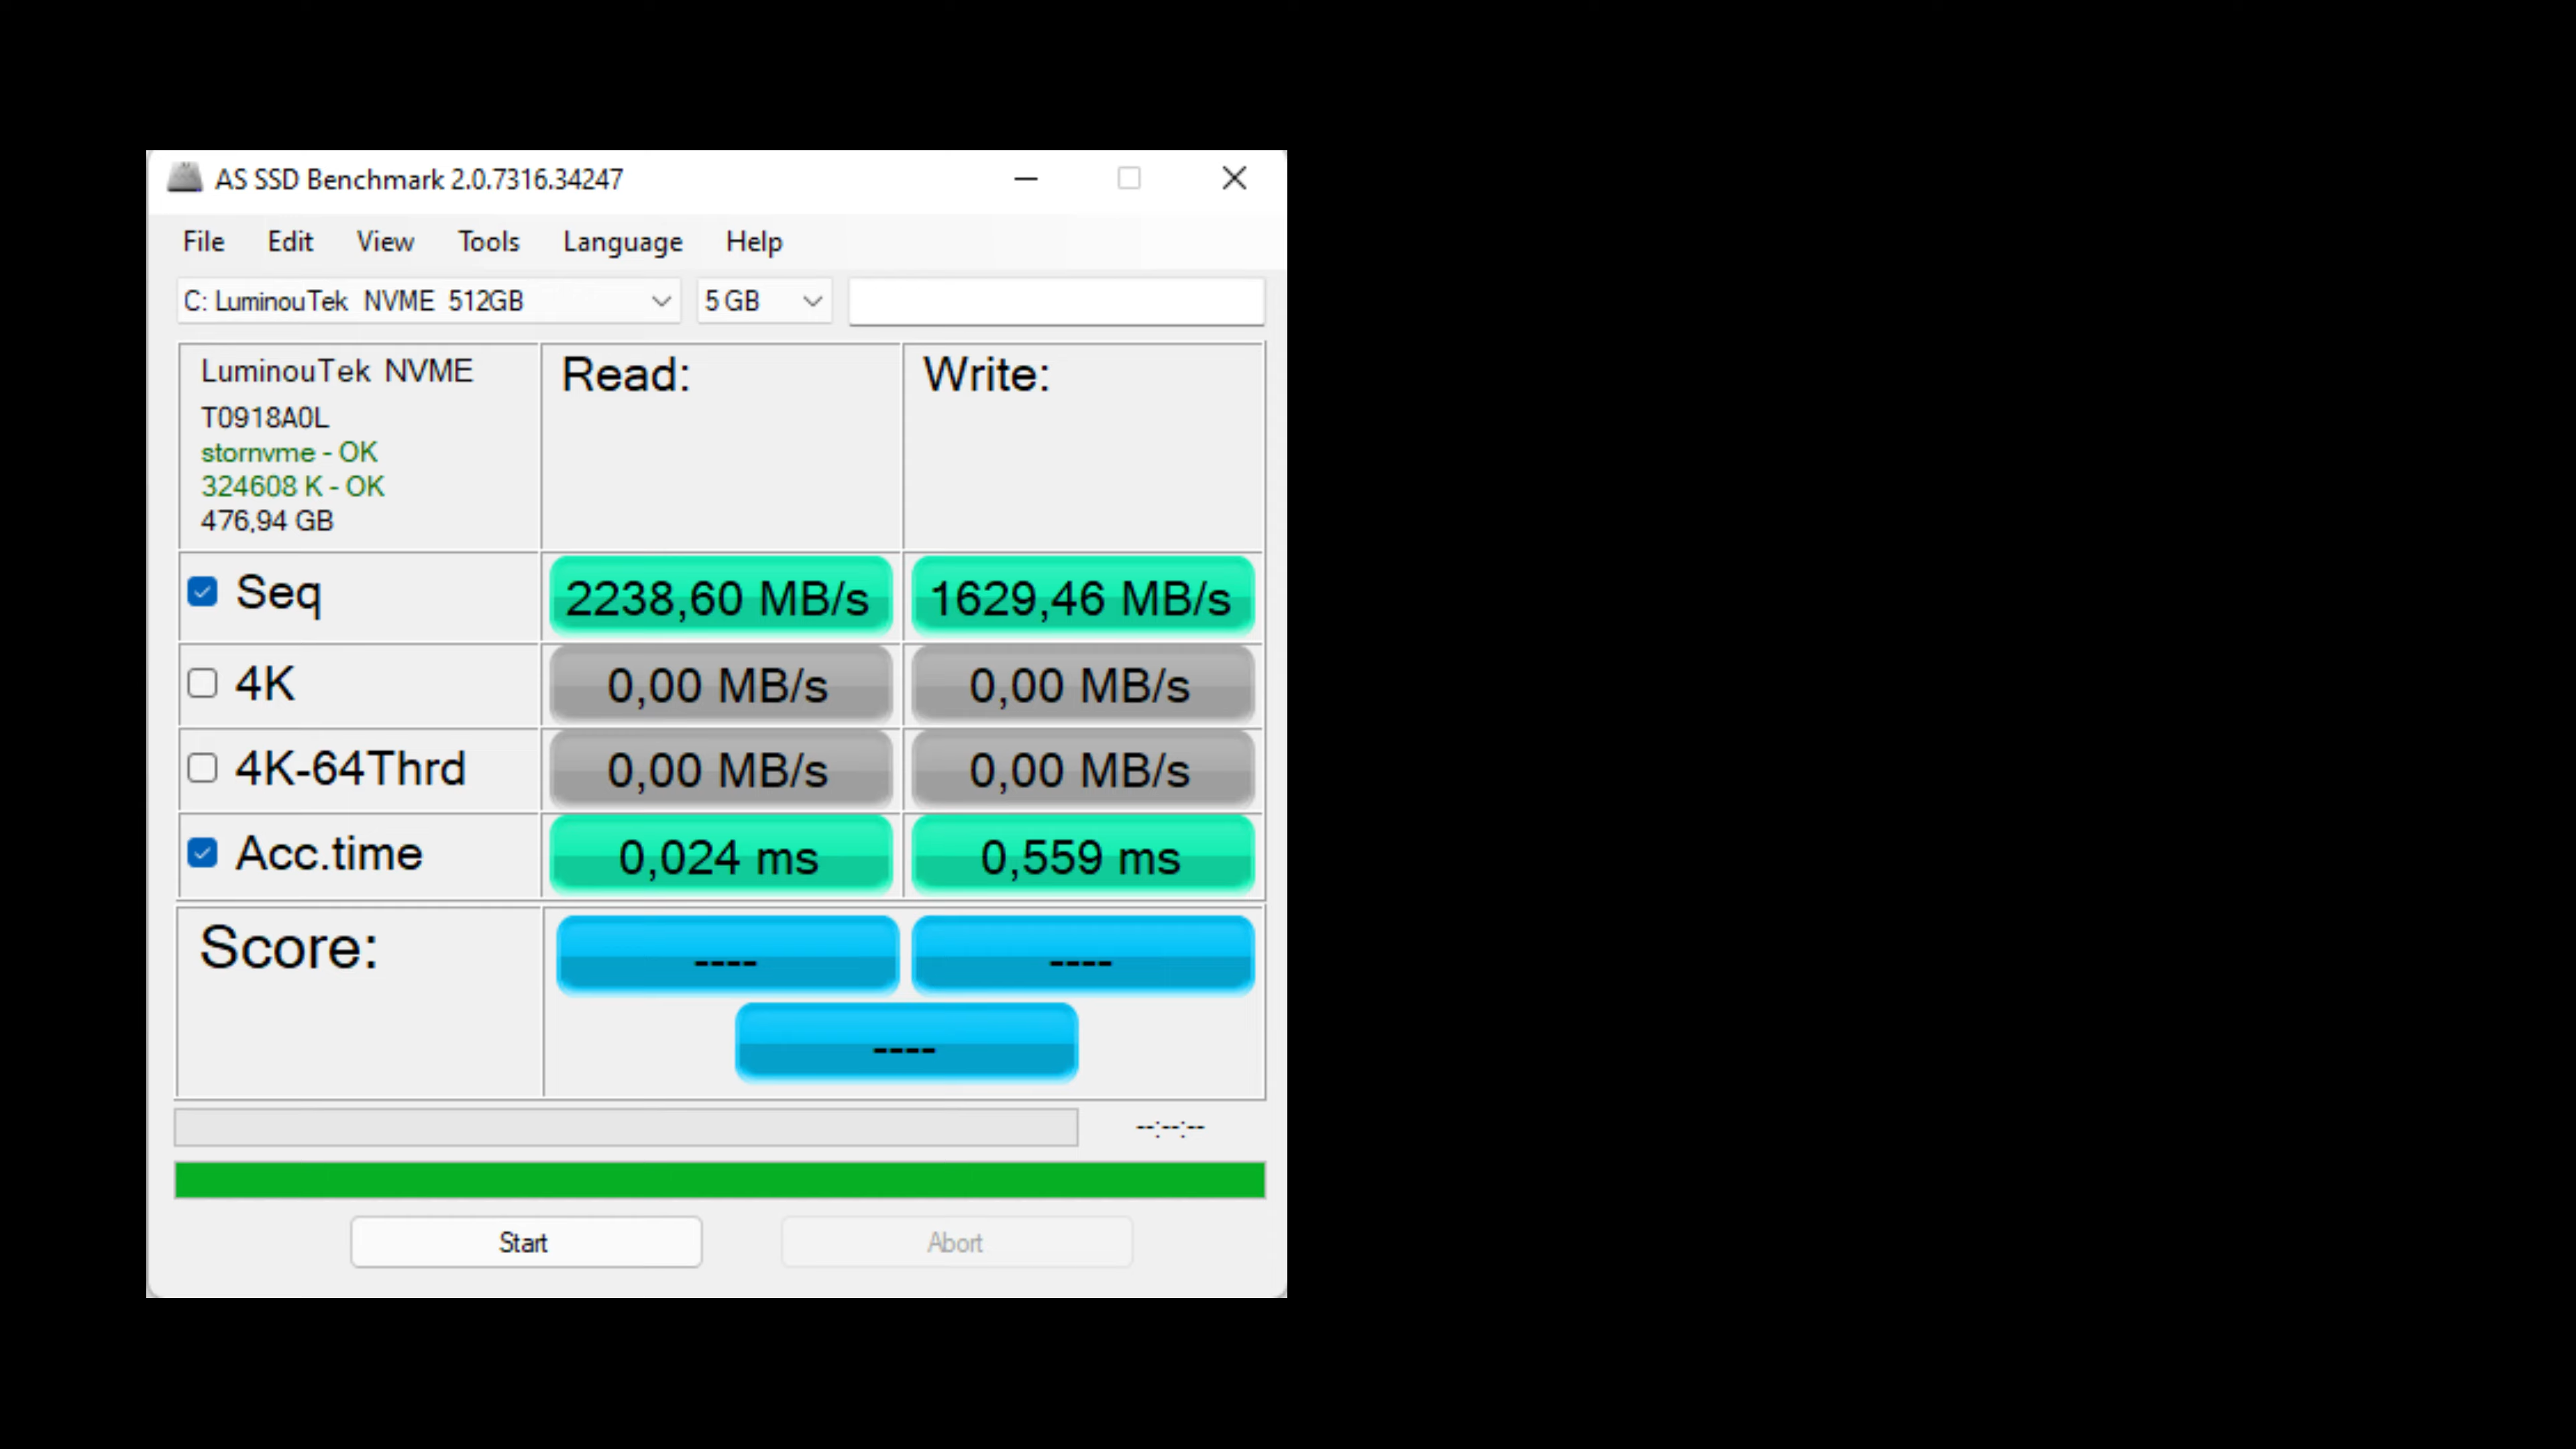 AS SSD Benchmark 2.0.7316.34247
File Edit View Tools Language Help
C: LuminouTek NVME 512GB 5 GB
LuminouTek NVME
T0918A0L
stornvme - OK
324608 K - OK
476,94 GB
Read: Write:
Seq 2238,60 MB/s 1629,46 MB/s
4K 0,00 MB/s 0,00 MB/s
4K-64Thrd 0,00 MB/s 0,00 MB/s
Acc.time 0,024 ms 0,559 ms
Score: ---- ----
----
--:--:--
Start Abort